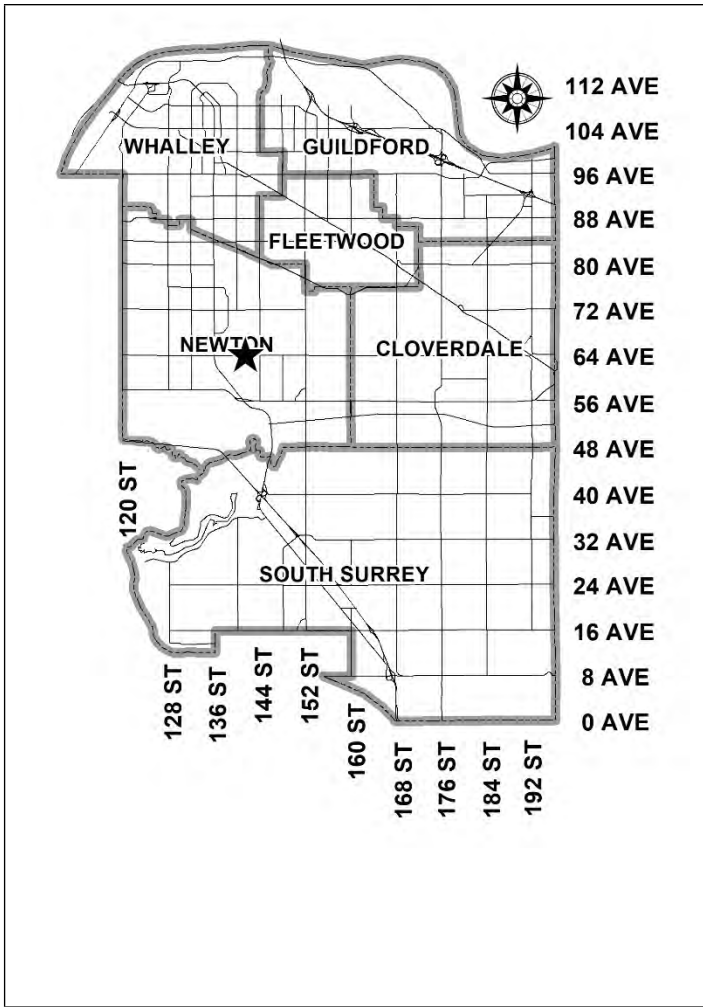 112 AVE
104 AVE
WHALLEY
GUILDFORD
96 AVE
88 AVE
FLEETWOOD
80 AVE
72 AVE
NEWTON
CLOVERDALE
64 AVE
56 AVE
48 AVE
120 ST
40 AVE
32 AVE
SOUTH SURREY
24 AVE
16 AVE
8 AVE
0 AVE
128 ST
136 ST
144 ST
152 ST
160 ST
168 ST
176 ST
184 ST
192 ST